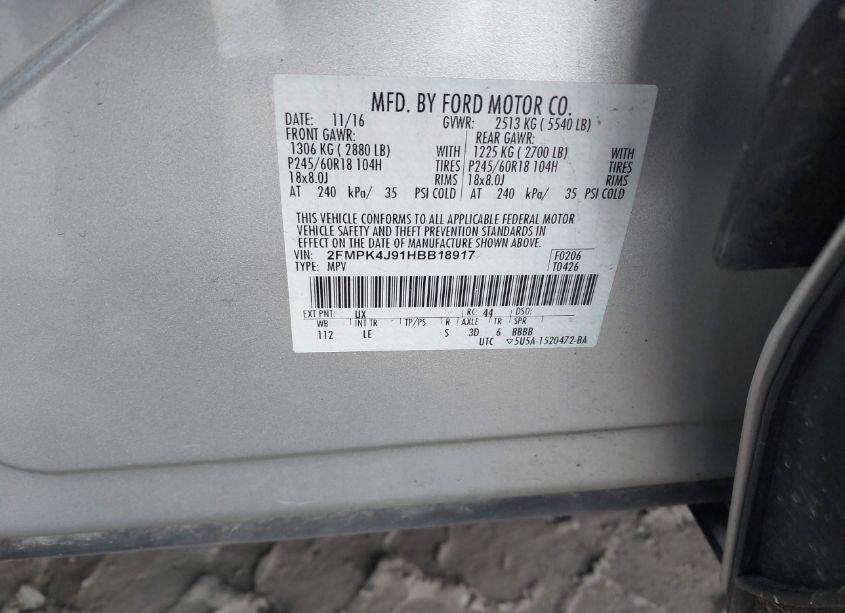 MFD. BY FORD MOTOR CO.
DATE: 11/16 GVWR: 2513 KG ( 5540 LB)
FRONT GAWR: REAR GAWR:
1306 KG ( 2880 LB) WITH 1225 KG ( 2700 LB) WITH
P245/60R18 104H TIRES P245/60R18 104H TIRES
18x8.0J RIMS 18x8.0J RIMS
AT 240 kPa/ 35 PSI COLD AT 240 kPa/ 35 PSI COLD
THIS VEHICLE CONFORMS TO ALL APPLICABLE FEDERAL MOTOR
VEHICLE SAFETY AND THEFT PREVENTION STANDARDS IN
EFFECT ON THE DATE OF MANUFACTURE SHOWN ABOVE.
VIN: 2FMPK4J91HBB18917 F0206
TYPE: MPV T0426
EXT PNT: UX RC: 44 DSO:
WB INT TR TP/PS R AXLE TR SPR
112 LE S 3D 6 BBBB
UTC ▽5U5A-1520472-BA